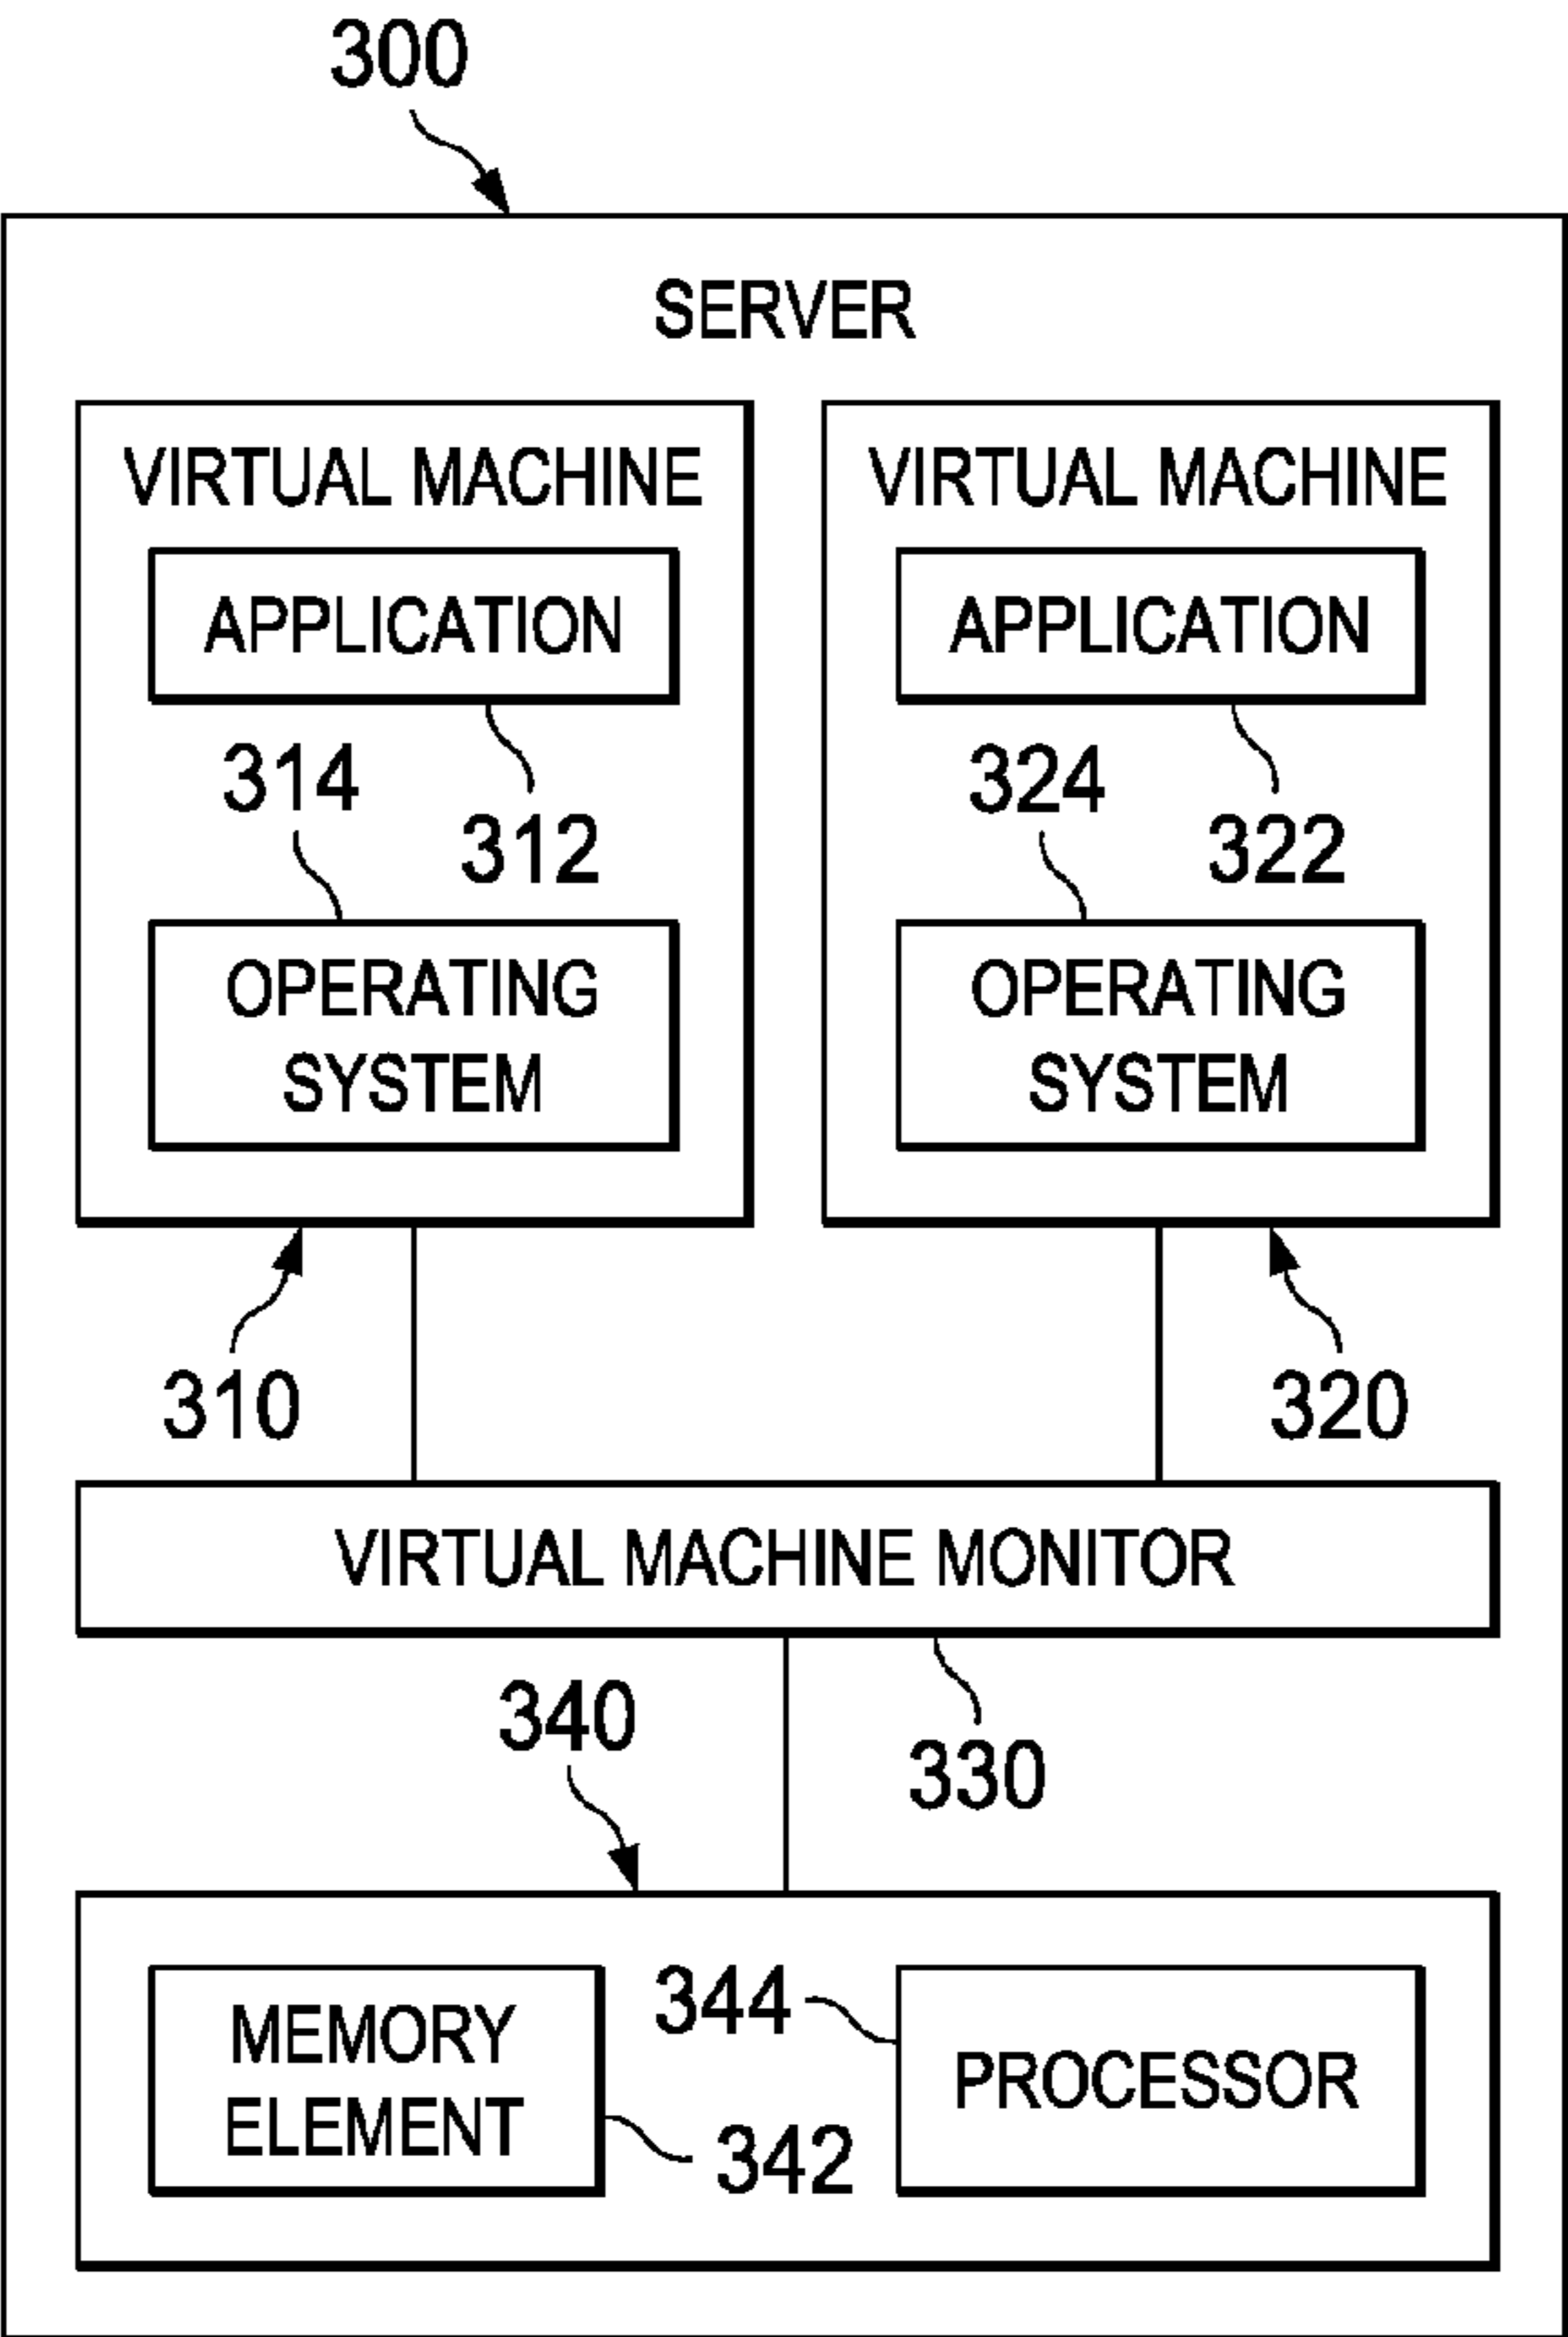 300
SERVER
VIRTUAL MACHINE
APPLICATION
314
312
OPERATING
SYSTEM
310
VIRTUAL MACHINE
APPLICATION
324
322
OPERATING
SYSTEM
320
VIRTUAL MACHINE MONITOR
340
330
MEMORY
ELEMENT
342
344
PROCESSOR